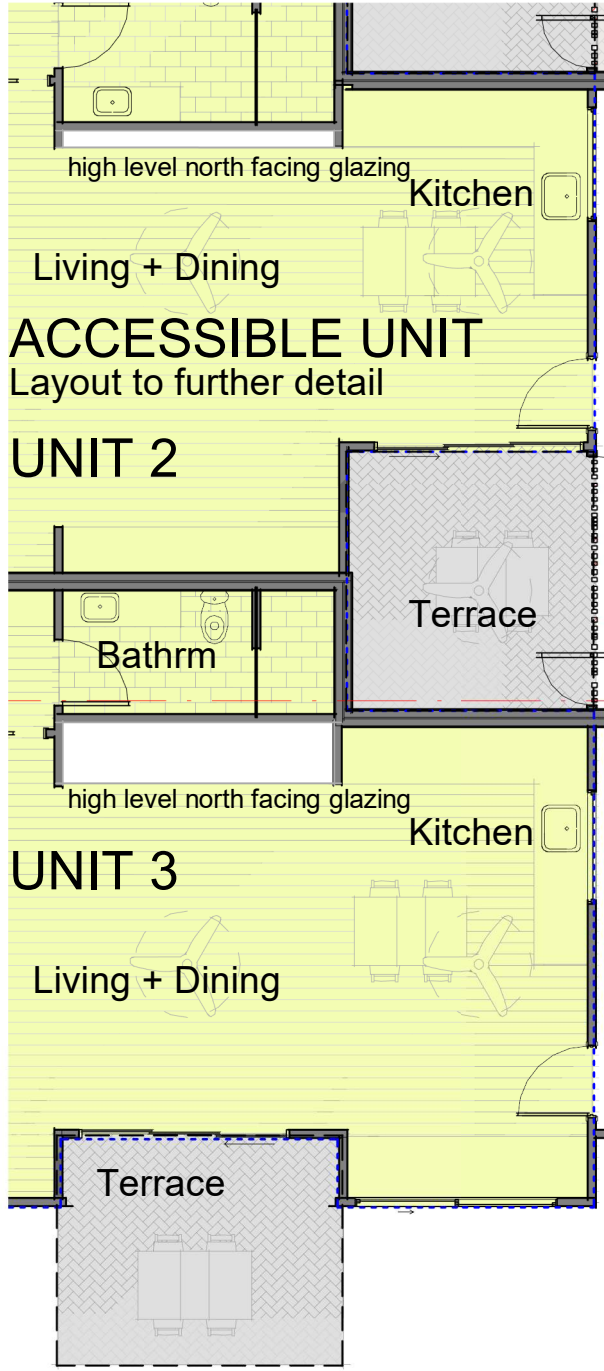 high level north facing glazing
Kitchen
Living + Dining
ACCESSIBLE UNIT
Layout to further detail
UNIT 2
Terrace
Bathrm
high level north facing glazing
Kitchen
UNIT 3
Living + Dining
Terrace